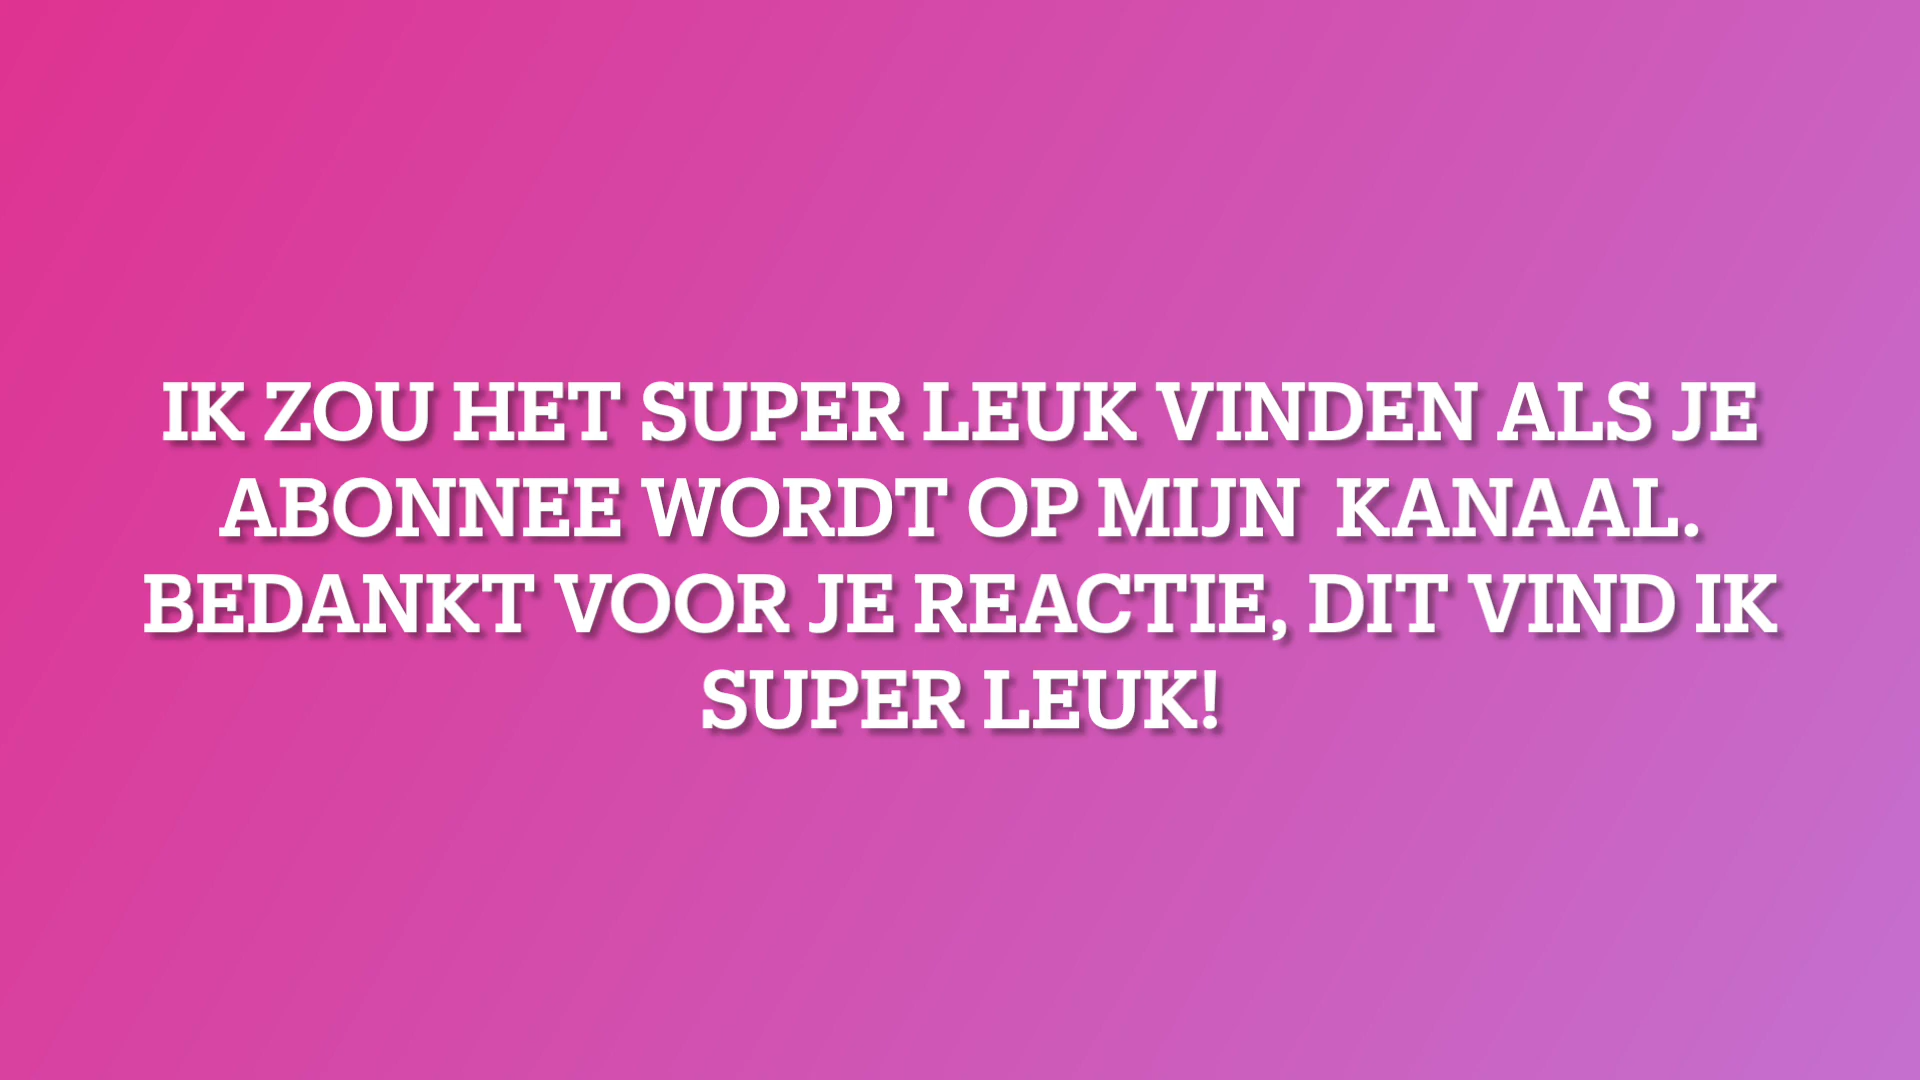 IK ZOU HET SUPER LEUK VINDEN ALS JE
ABONNEE WORDT OP MIJN  KANAAL.
BEDANKT VOOR JE REACTIE, DIT VIND IK
SUPER LEUK!